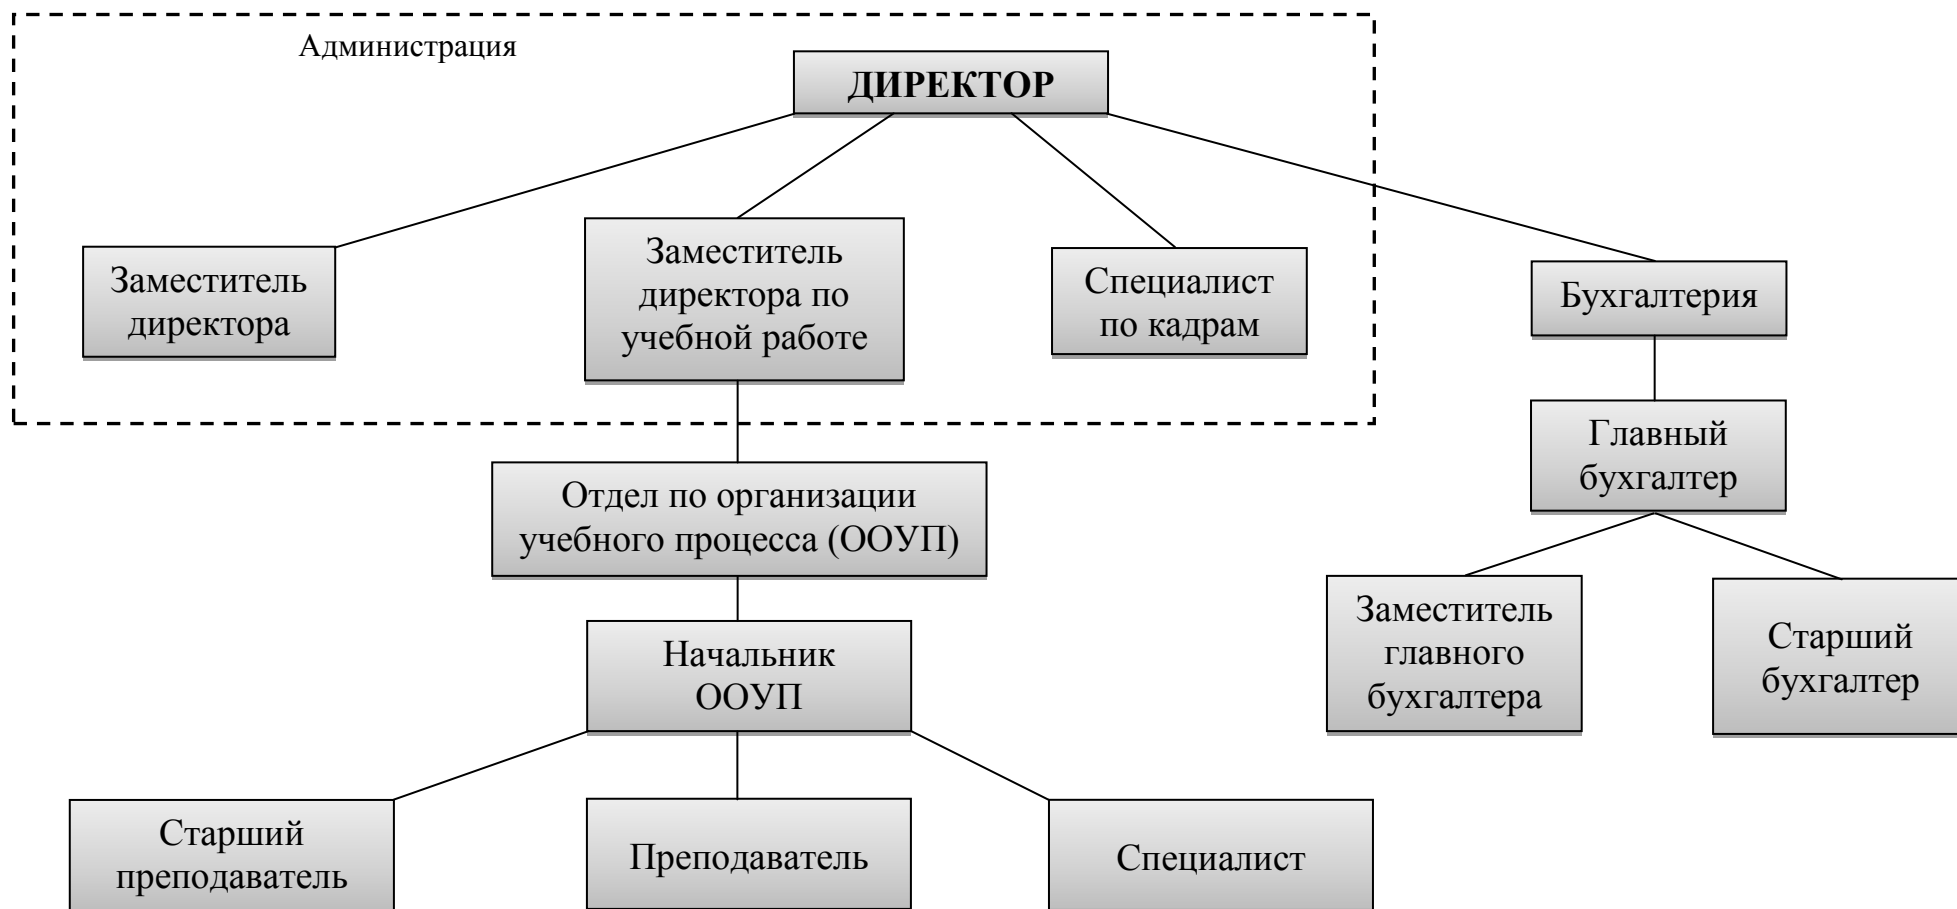 Администрация
ДИРЕКТОР
Заместитель
директора
Заместитель
директора по
учебной работе
Специалист
по кадрам
Бухгалтерия
Главный
бухгалтер
Отдел по организации
учебного процесса (ООУП)
Заместитель
главного
бухгалтера
Старший
бухгалтер
Начальник
ООУП
Старший
преподаватель
Преподаватель
Специалист